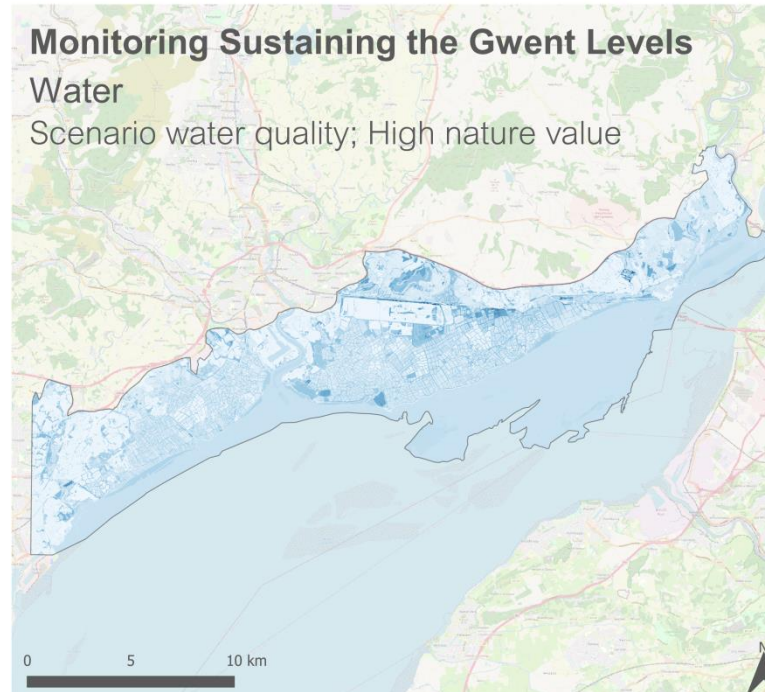 Monitoring Sustaining the Gwent Levels
Water
Scenario water quality; High nature value
0 5 10 km
N